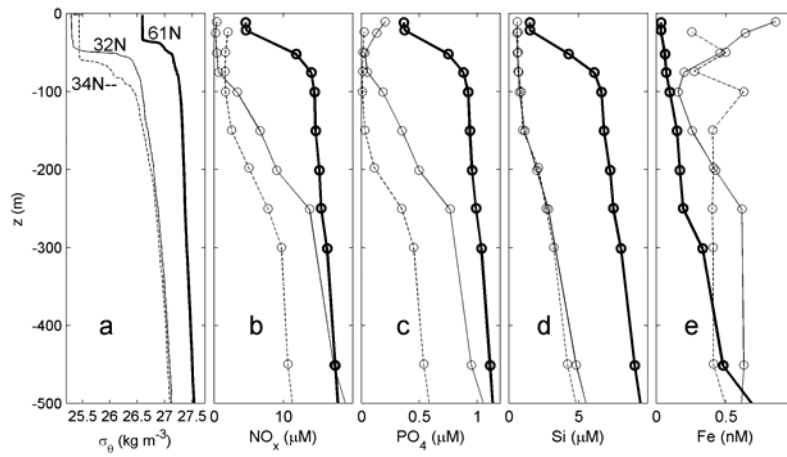 0
-100
-200
-300
-400
-500
z (m)
61N
32N
34N--
a
b
c
d
e
25.5 26 26.5 27 27.5
0 10
0 0.5 1
0 5
0 0.5
σθ (kg m-3)
NOx (μM)
PO4 (μM)
Si (μM)
Fe (nM)